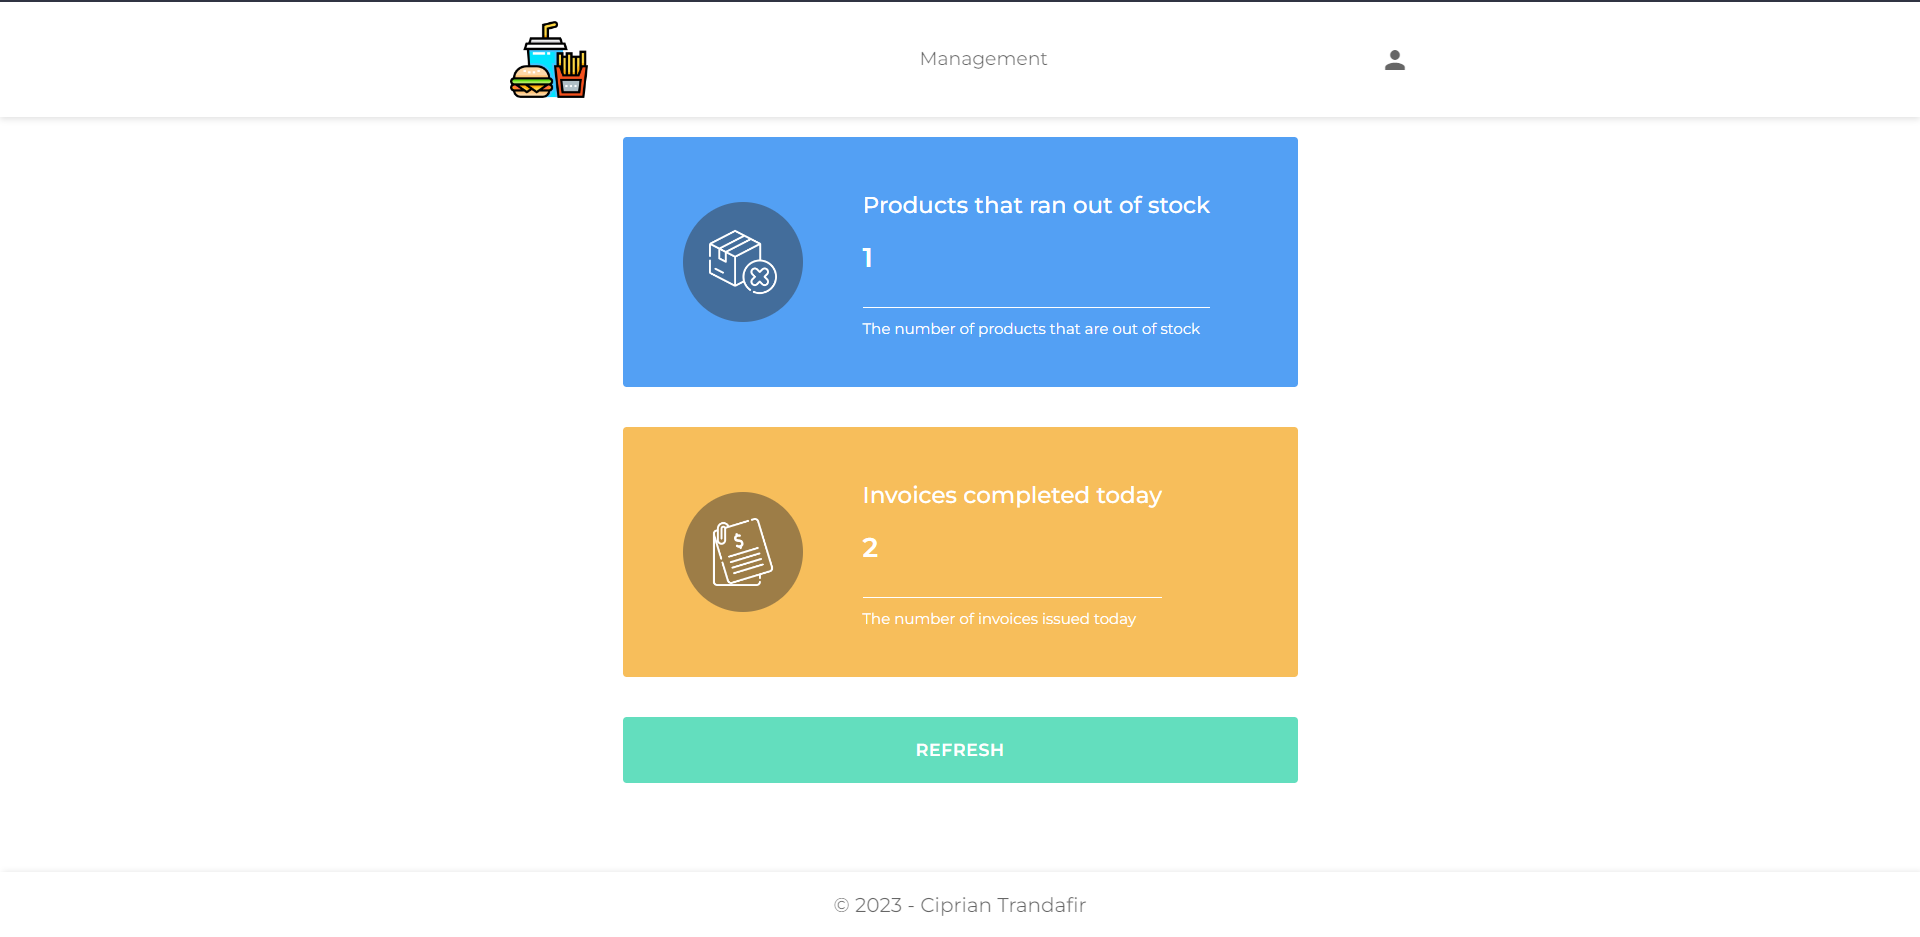 Management
Products that ran out of stock
1
The number of products that are out of stock
Invoices completed today
2
The number of invoices issued today
REFRESH
© 2023 - Ciprian Trandafir